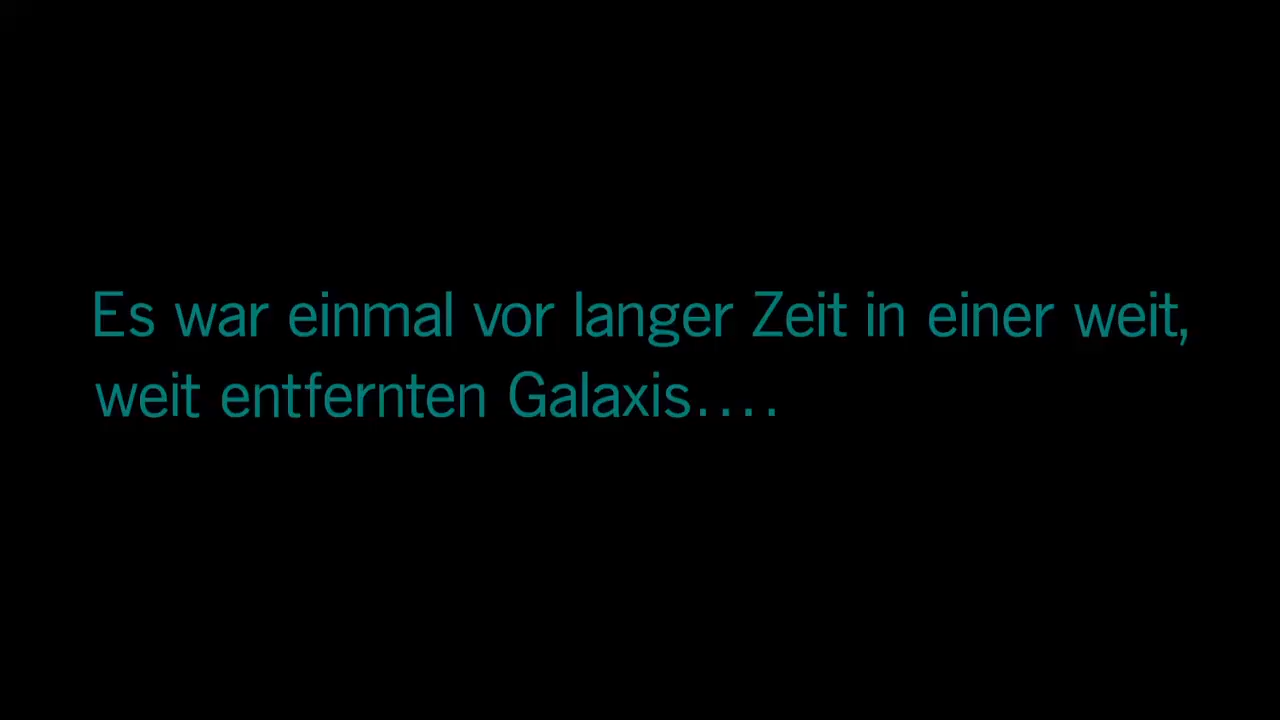 Es war einmal vor langer Zeit in einer weit,
weit entfernten Galaxis....